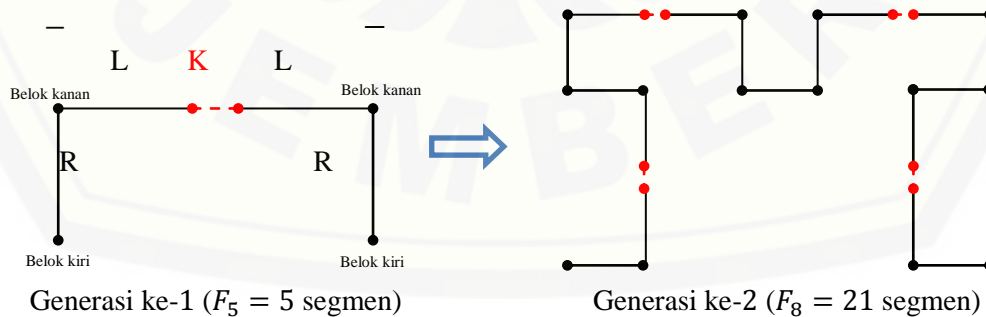 − −
L K L
Belok kanan Belok kanan
R R
Belok kiri Belok kiri
Generasi ke-1 (𝐹₅ = 5 segmen) Generasi ke-2 (𝐹₈ = 21 segmen)
JEMBER